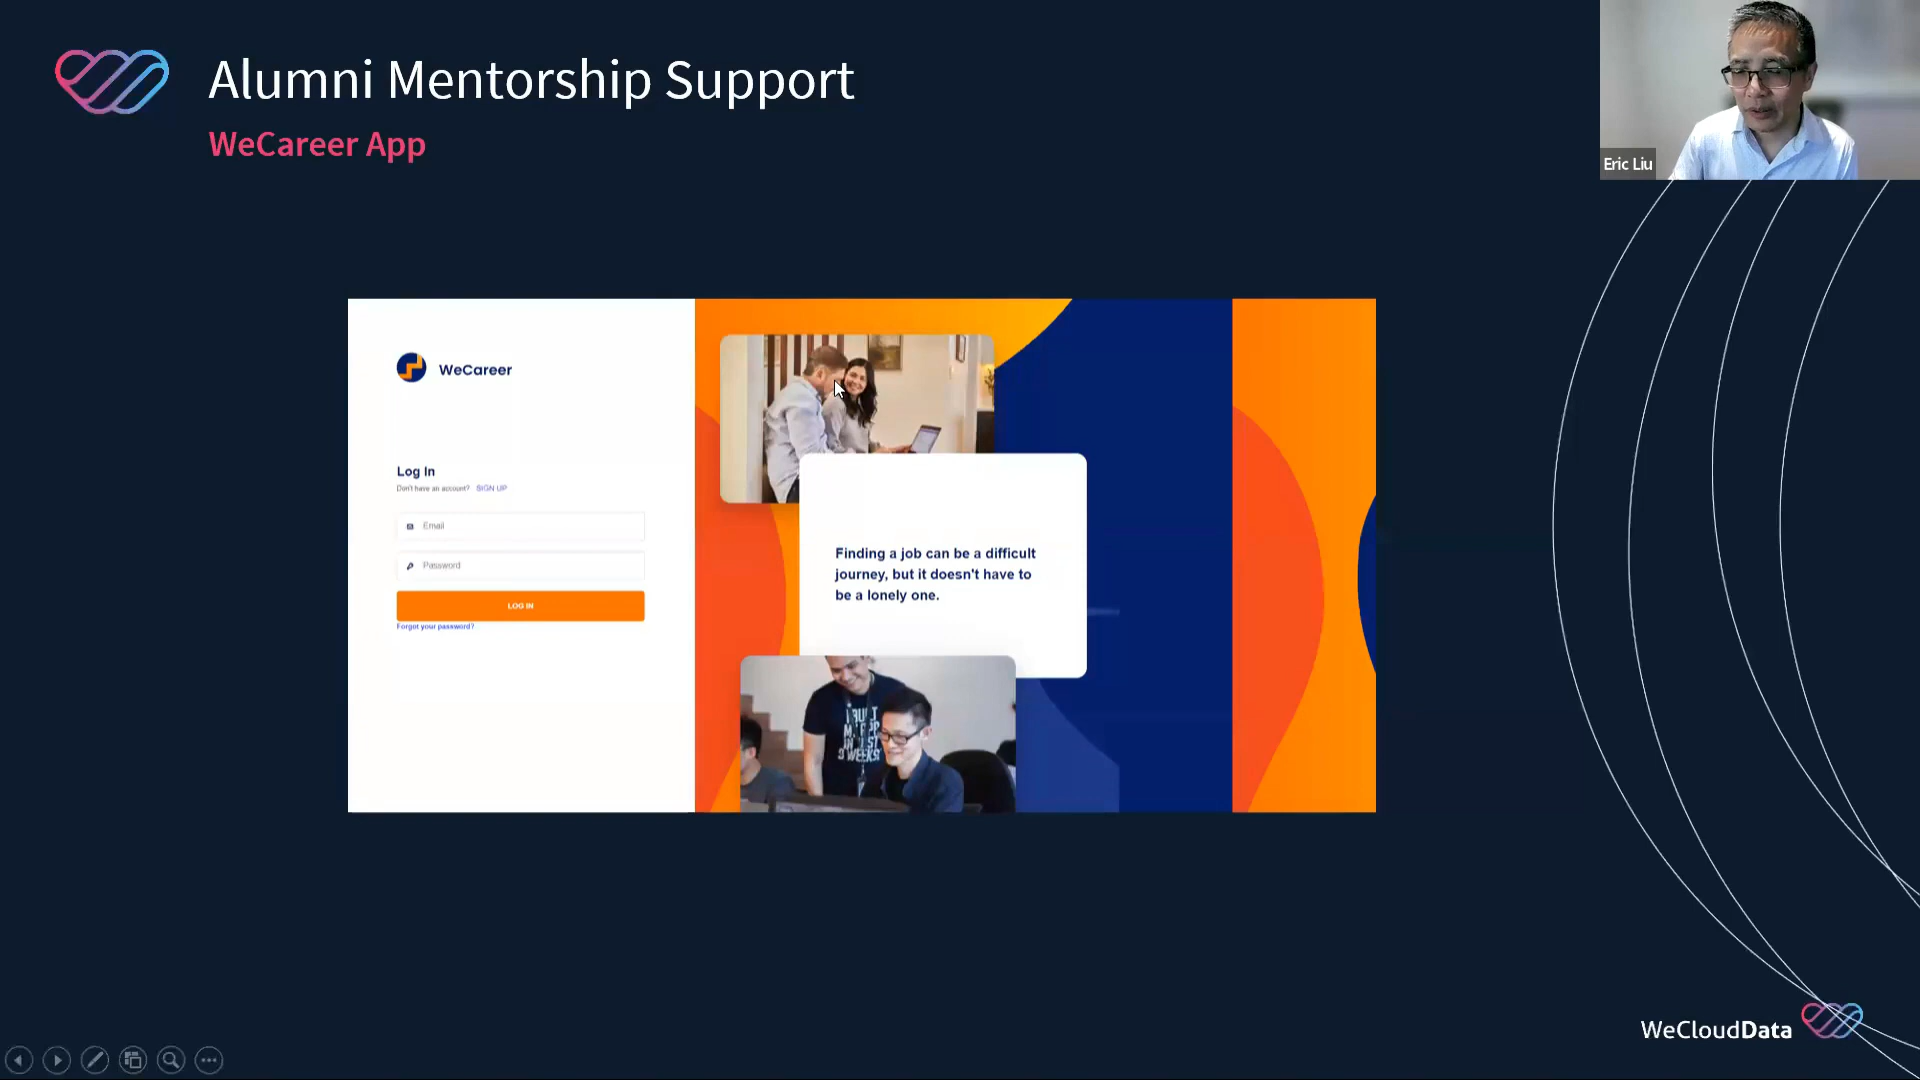 Alumni Mentorship Support
WeCareer App
Eric Liu
WeCareer
Log In
Don't have an account? SIGN UP
Email
Password
LOG IN
Forgot your password?
Finding a job can be a difficult
journey, but it doesn't have to
be a lonely one.
WEEKS
WeCloudData